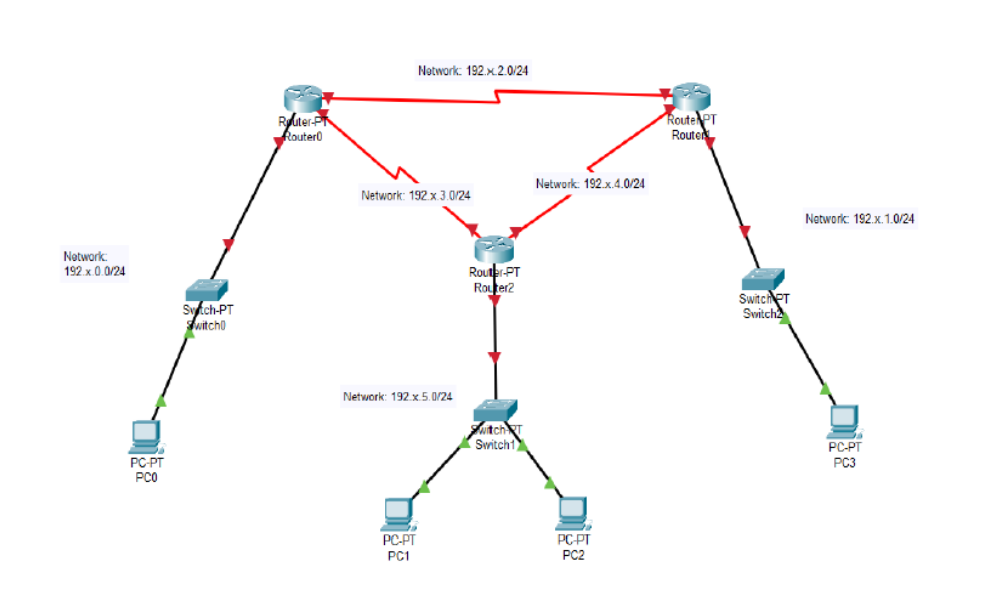 Network: 192.x.2.0/24
Router-PT
Router0
Router-PT
Router1
Network: 192.x.3.0/24
Network: 192.x.4.0/24
Network: 192.x.1.0/24
Network:
192.x.0.0/24
Router-PT
Router2
Switch-PT
Switch0
Switch-PT
Switch2
Network: 192.x.5.0/24
Switch-PT
Switch1
PC-PT
PC0
PC-PT
PC3
PC-PT
PC1
PC-PT
PC2